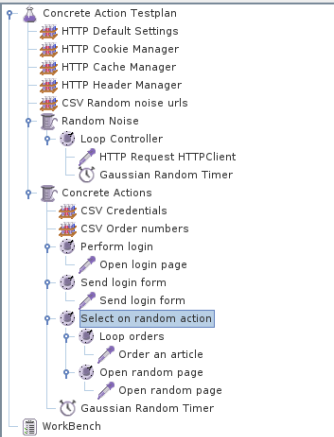 Concrete Action Testplan
HTTP Default Settings
HTTP Cookie Manager
HTTP Cache Manager
HTTP Header Manager
CSV Random noise urls
Random Noise
Loop Controller
HTTP Request HTTPClient
Gaussian Random Timer
Concrete Actions
CSV Credentials
CSV Order numbers
Perform login
Open login page
Send login form
Send login form
Select on random action
Loop orders
Order an article
Open random page
Open random page
Gaussian Random Timer
WorkBench